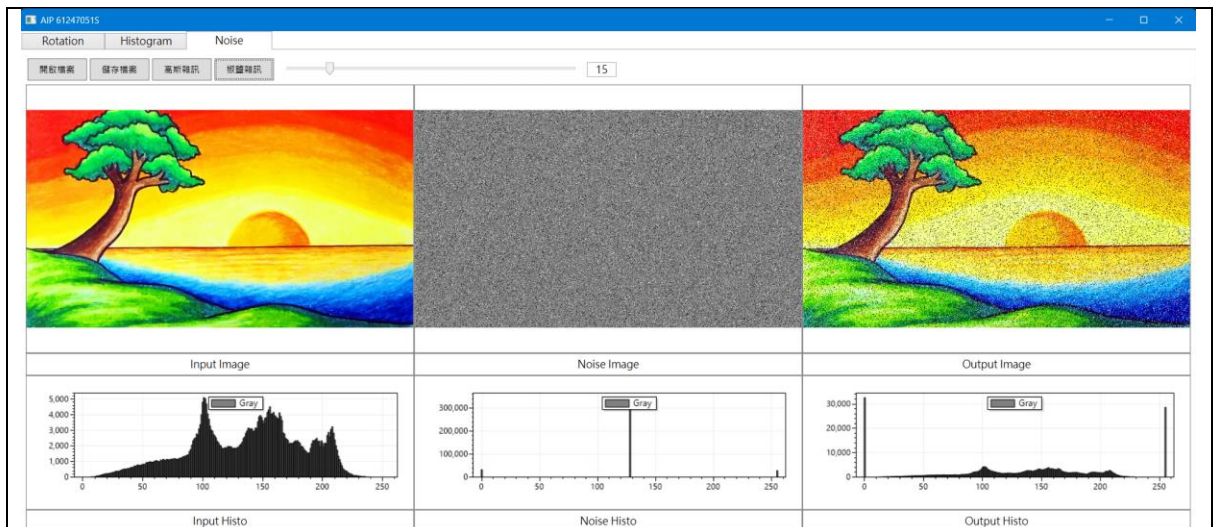 AIP 61247051S
Rotation Histogram Noise
開啟檔案 儲存檔案 高斯雜訊 椒鹽雜訊 15
Input Image Noise Image Output Image
5,000
4,000
3,000
2,000
1,000
0
Gray
0 50 100 150 200 250
300,000
200,000
100,000
0
Gray
0 50 100 150 200 250
30,000
20,000
10,000
0
Gray
0 50 100 150 200 250
Input Histo Noise Histo Output Histo